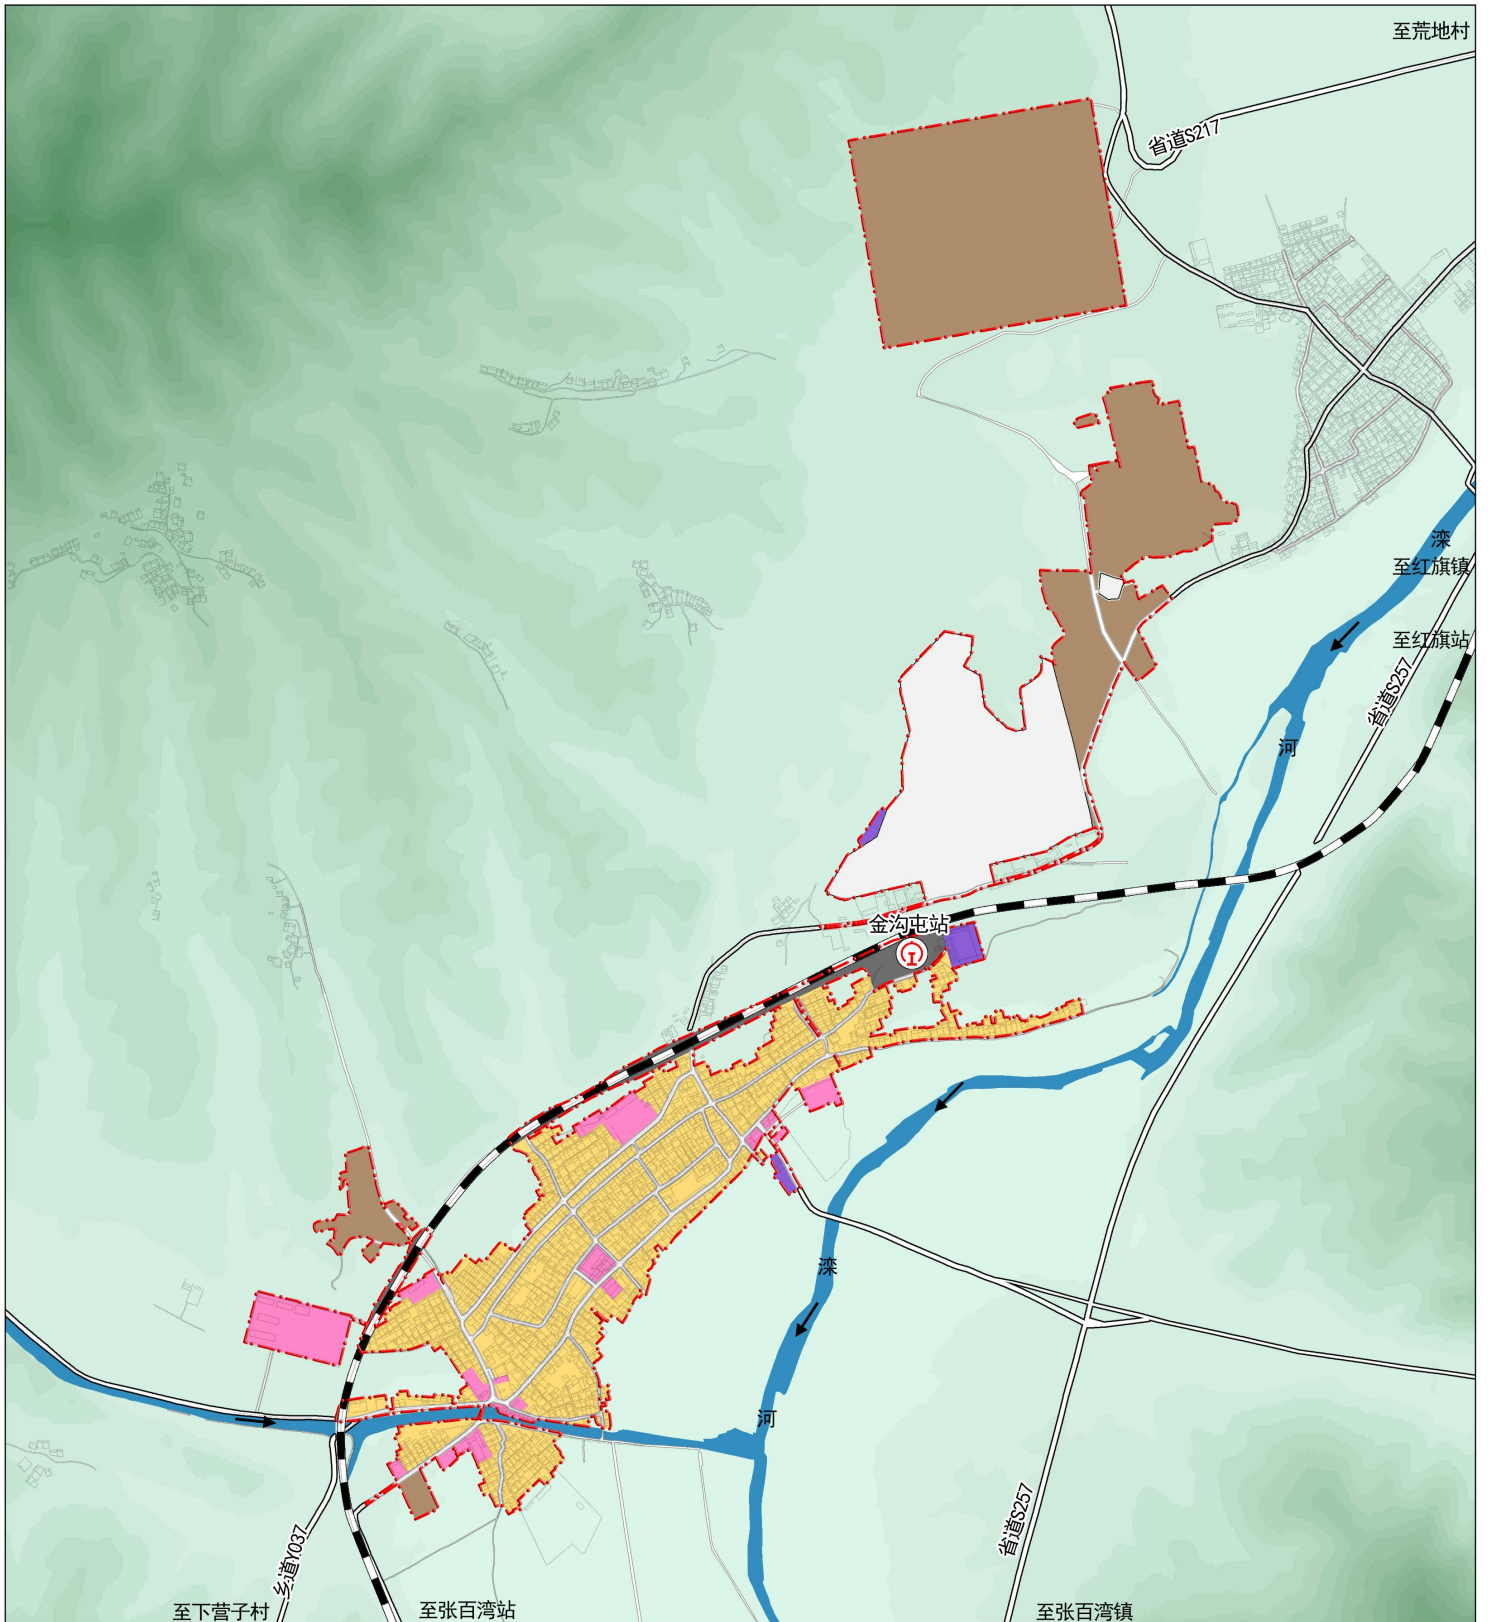 至荒地村
省道S217
滦
至红旗镇
至红旗站
省道S257
河
金沟屯站
滦
河
省道S257
乡道Y037
至下营子村
至张百湾站
至张百湾镇